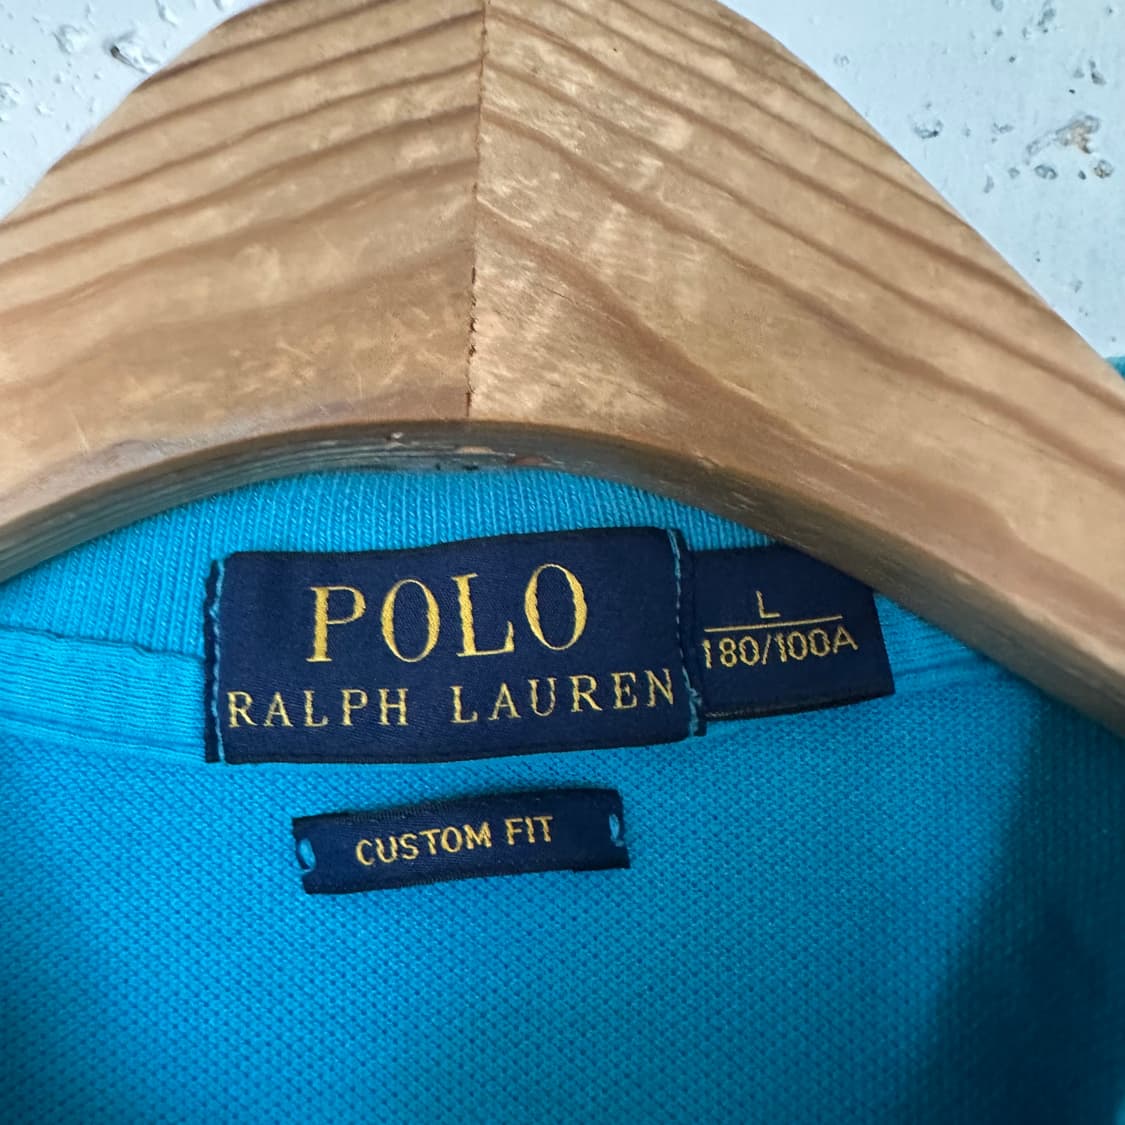 POLO
RALPH LAUREN
L
180/100A
CUSTOM FIT